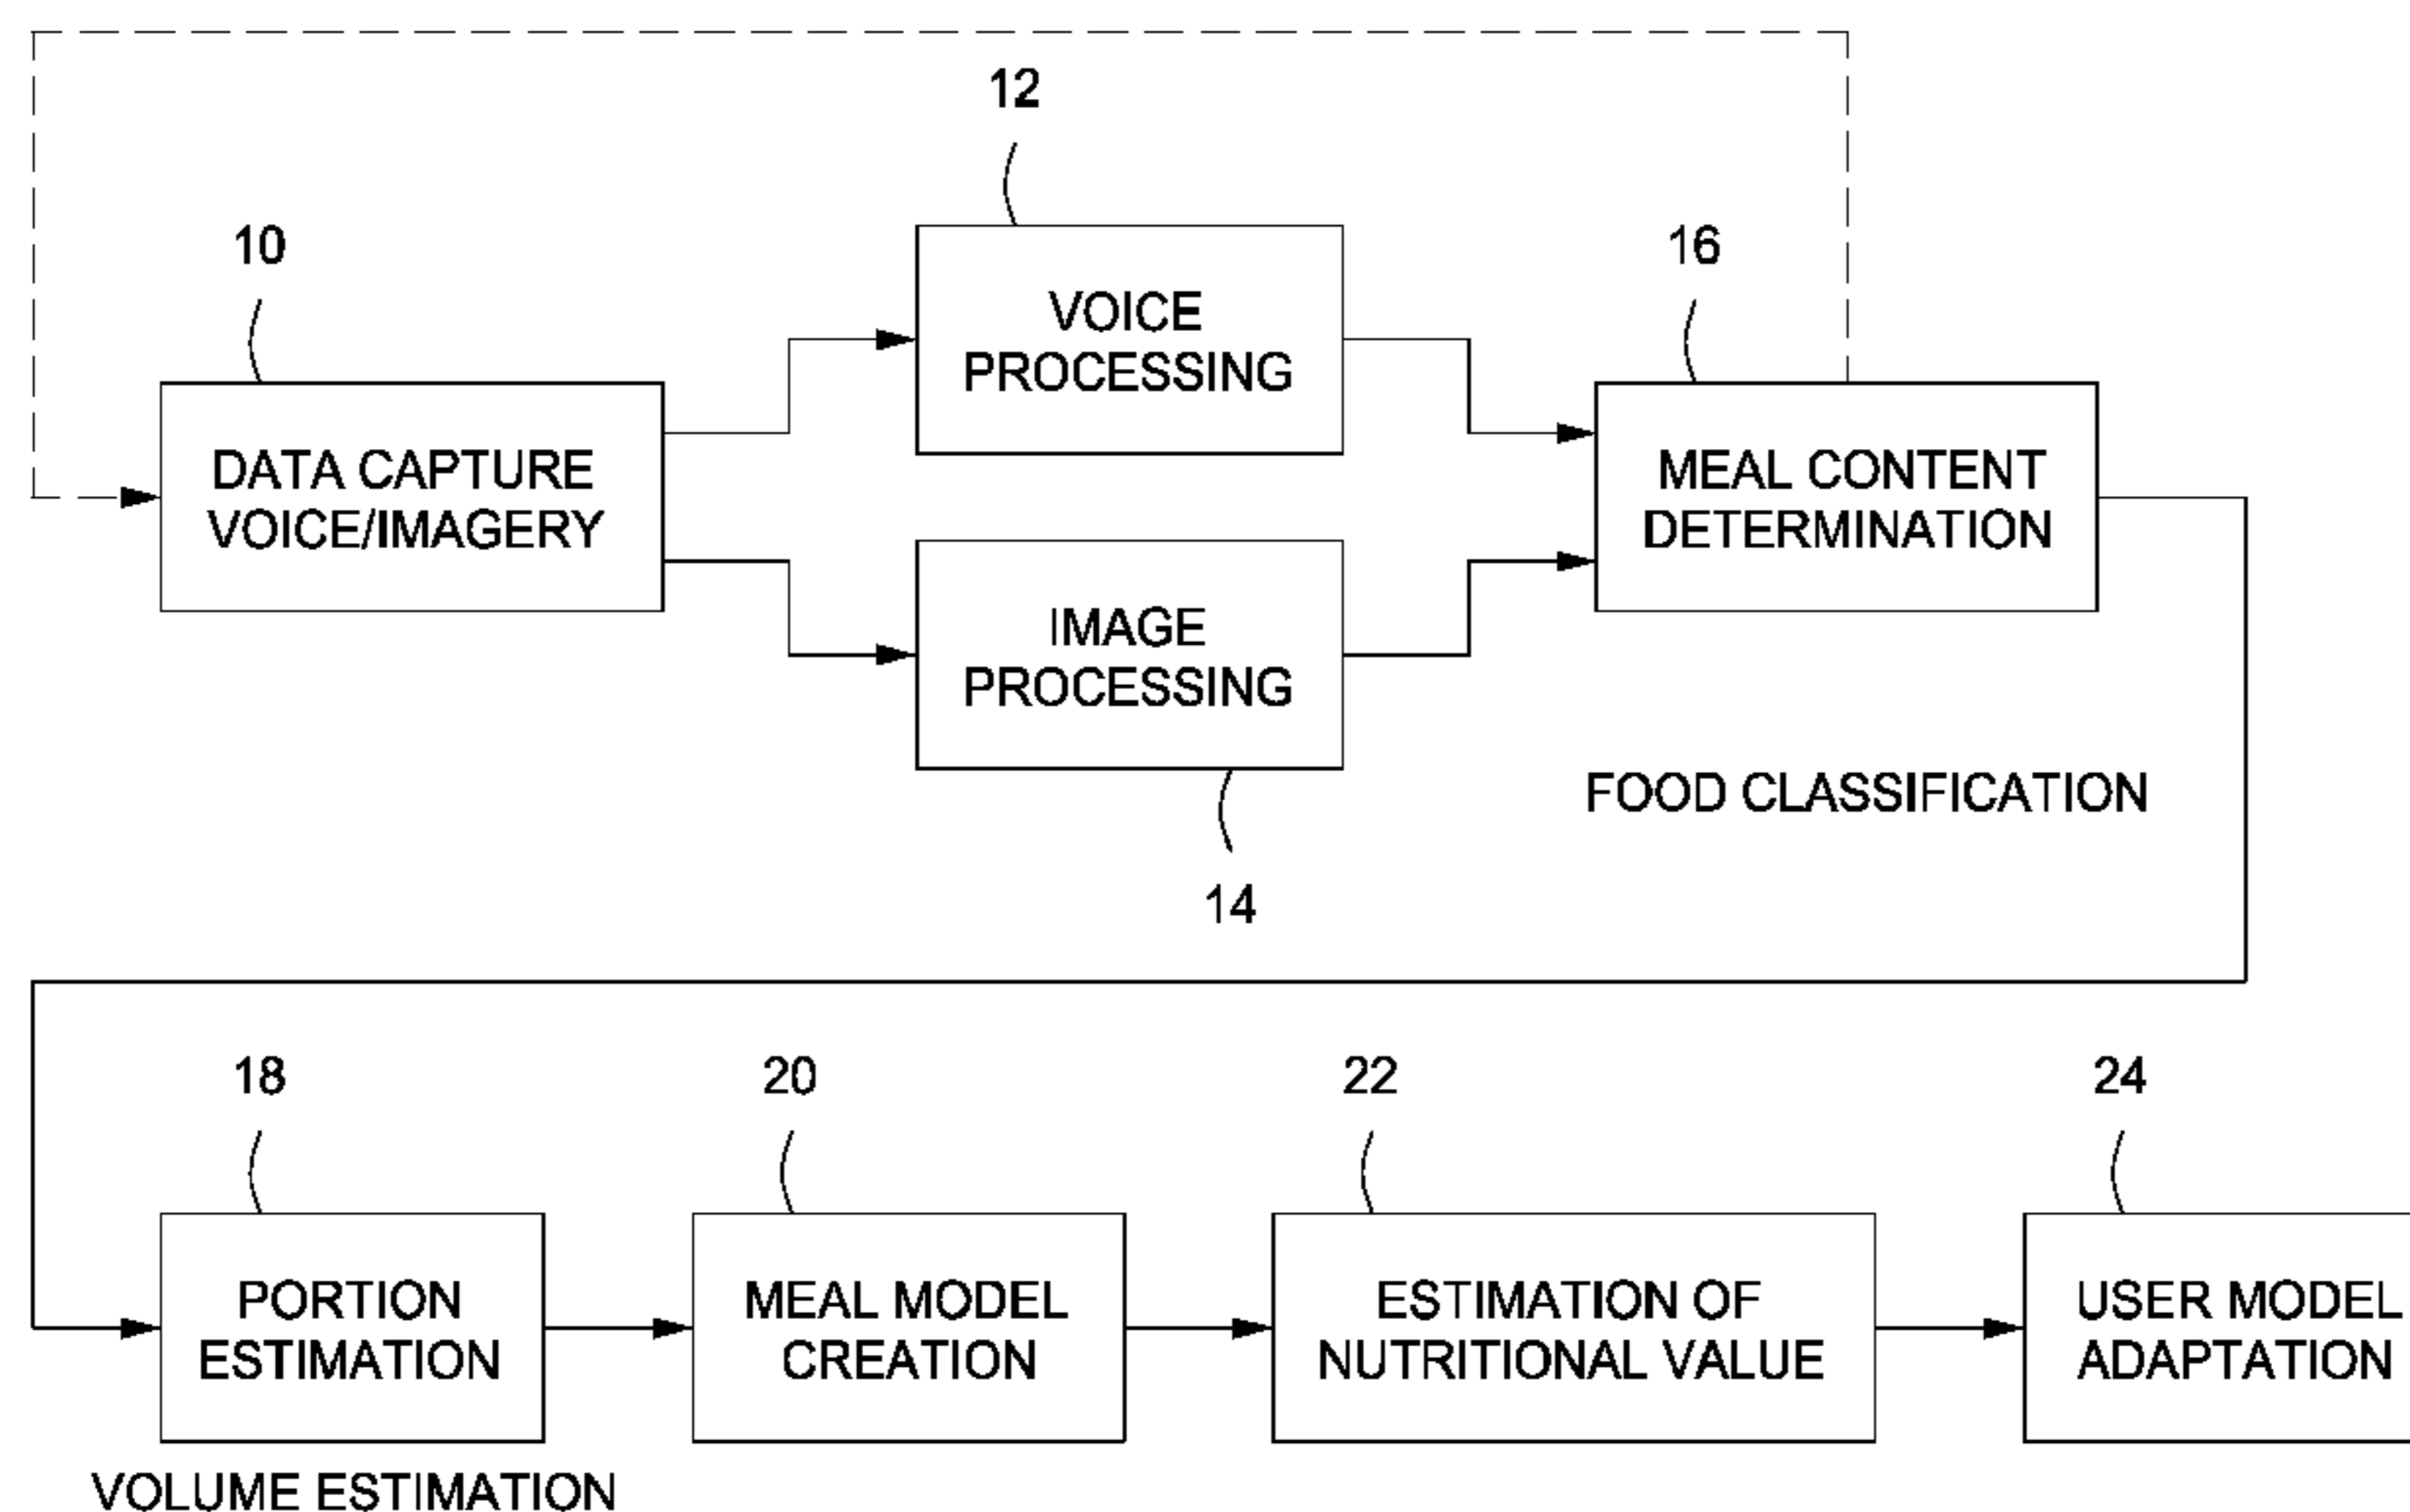 12
10
16
VOICE
PROCESSING
DATA CAPTURE
VOICE/IMAGERY
MEAL CONTENT
DETERMINATION
IMAGE
PROCESSING
FOOD CLASSIFICATION
14
18
20
22
24
PORTION
ESTIMATION
MEAL MODEL
CREATION
ESTIMATION OF
NUTRITIONAL VALUE
USER MODEL
ADAPTATION
VOLUME ESTIMATION